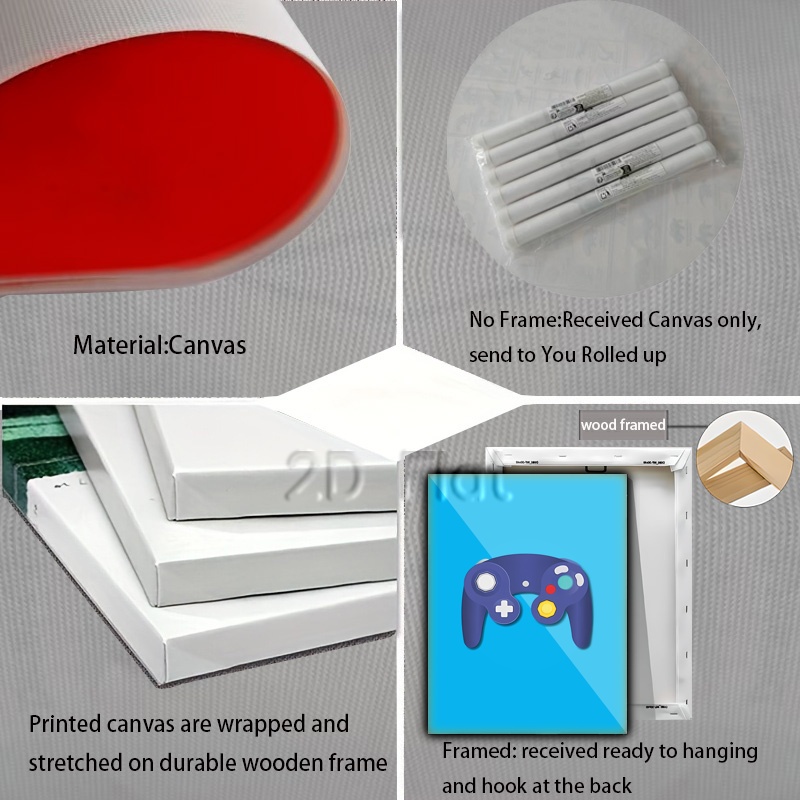 Material:Canvas
No Frame:Received Canvas only,
send to You Rolled up
2D Flat
wood framed
Printed canvas are wrapped and
stretched on durable wooden frame
Framed: received ready to hanging
and hook at the back